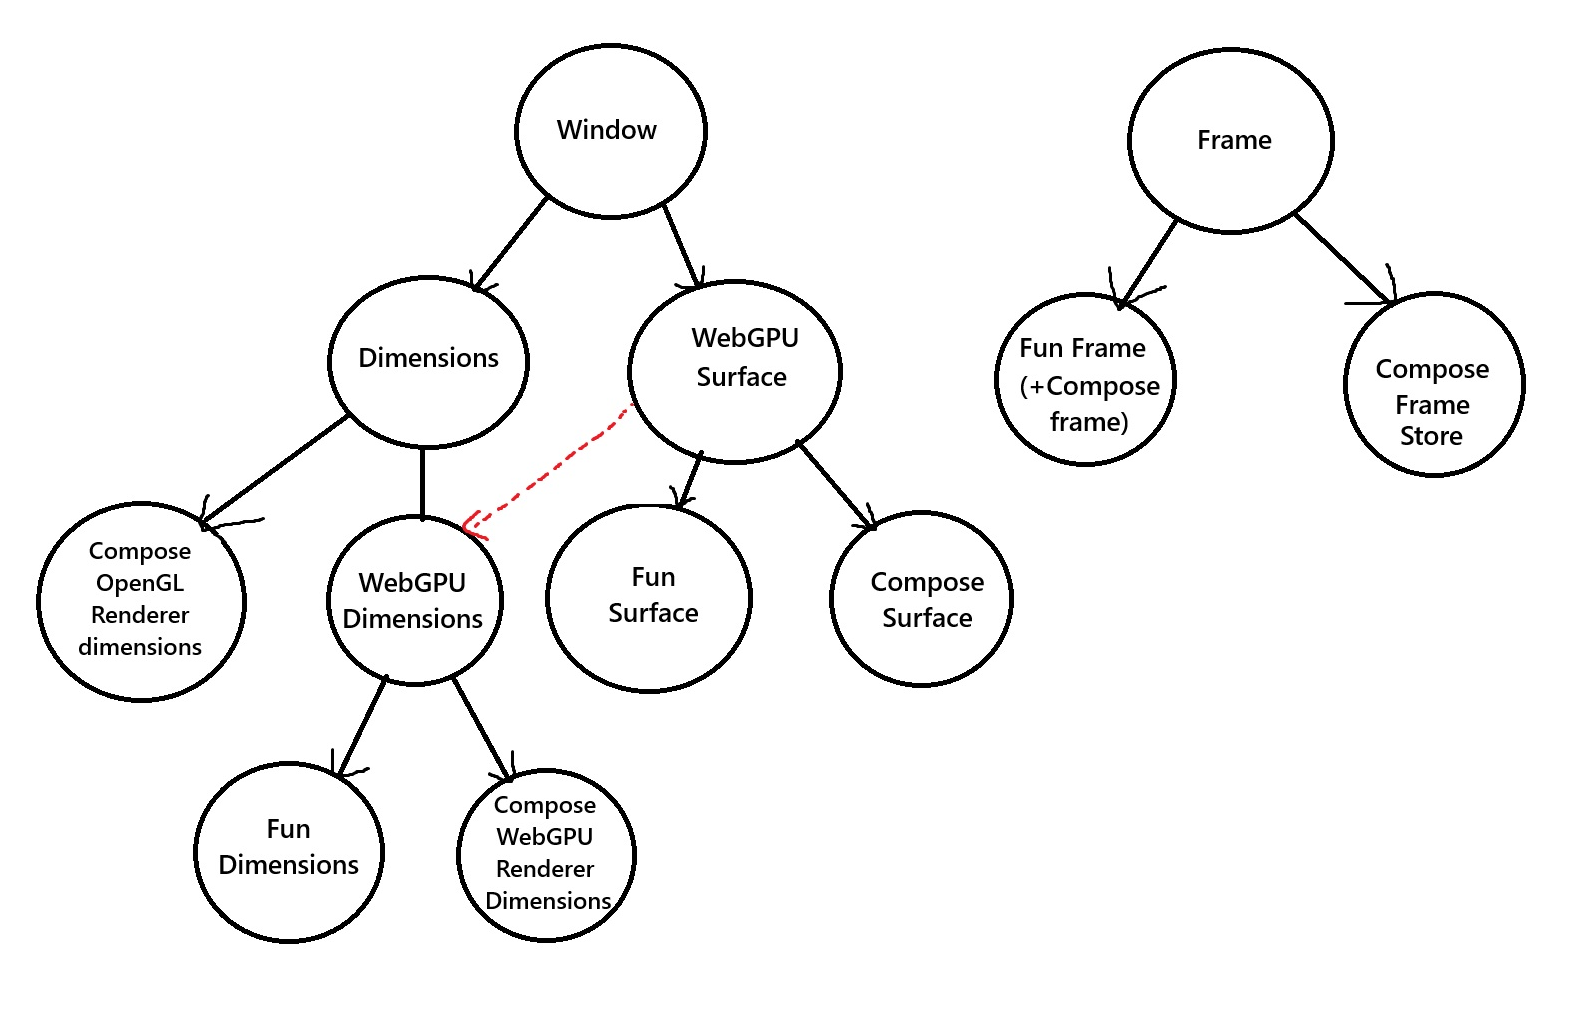 Window
Frame
Dimensions
WebGPU
Surface
Fun Frame
(+Compose
frame)
Compose
Frame
Store
Compose
OpenGL
Renderer
dimensions
WebGPU
Dimensions
Fun
Surface
Compose
Surface
Fun
Dimensions
Compose
WebGPU
Renderer
Dimensions